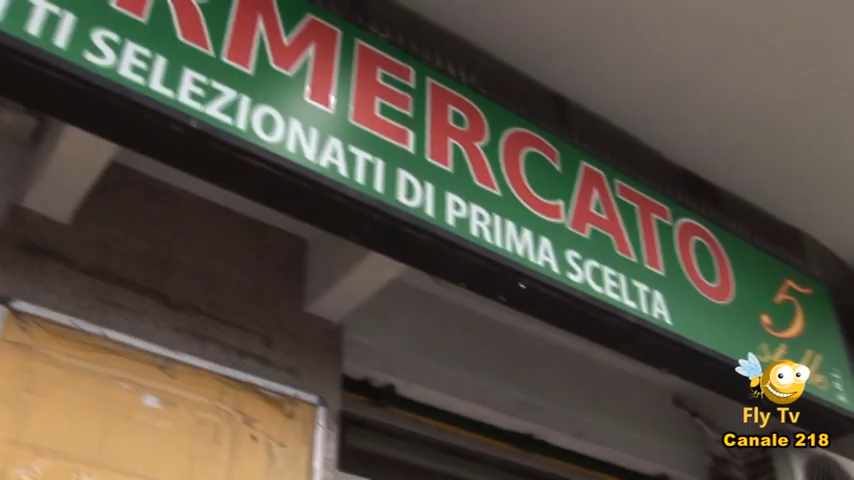 RMERCATO
TI SELEZIONATI DI PRIMA SCELTA
5
Fly Tv
Canale 218